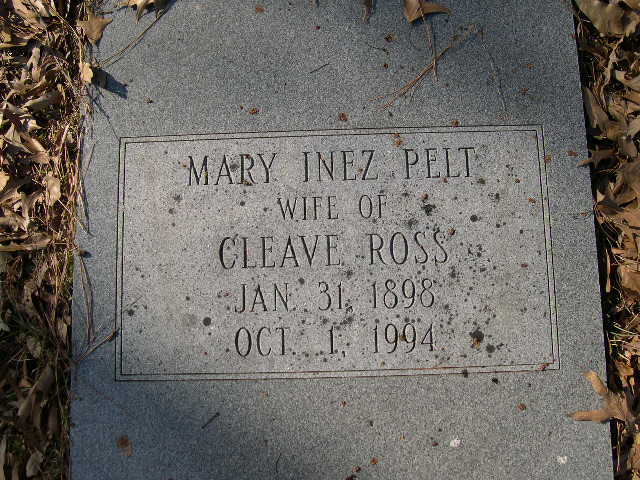 MARY INEZ PELT
WIFE OF
CLEAVE ROSS
JAN. 31, 1898
OCT. 1, 1994